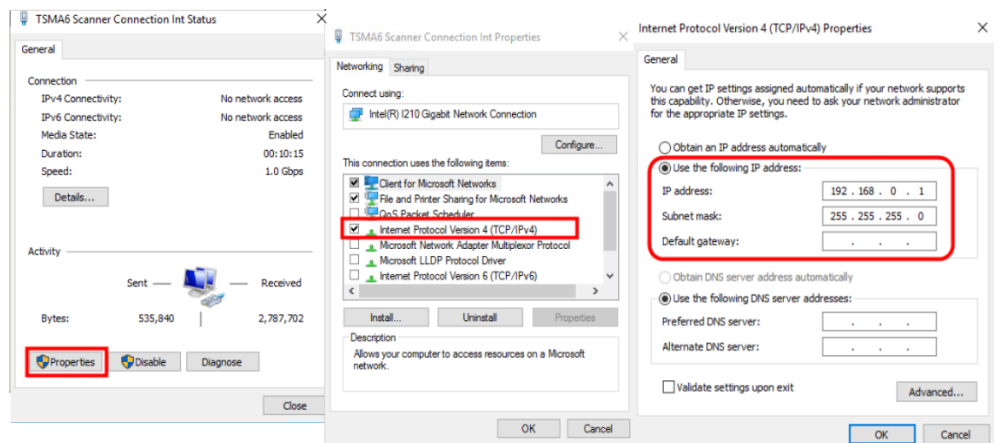 TSMA6 Scanner Connection Int Status
General
Connection
IPv4 Connectivity: No network access
IPv6 Connectivity: No network access
Media State: Enabled
Duration: 00:10:15
Speed: 1.0 Gbps
Details...
Activity
Sent Received
Bytes: 535,840 2,787,702
Properties Disable Diagnose
Close
TSMA6 Scanner Connection Int Properties
Networking Sharing
Connect using:
Intel(R) I210 Gigabit Network Connection
Configure...
This connection uses the following items:
Client for Microsoft Networks
File and Printer Sharing for Microsoft Networks
QoS Packet Scheduler
Internet Protocol Version 4 (TCP/IPv4)
Microsoft Network Adapter Multiplexor Protocol
Microsoft LLDP Protocol Driver
Internet Protocol Version 6 (TCP/IPv6)
Install... Uninstall Properties
Description
Allows your computer to access resources on a Microsoft
network.
OK Cancel
Internet Protocol Version 4 (TCP/IPv4) Properties
General
You can get IP settings assigned automatically if your network supports
this capability. Otherwise, you need to ask your network administrator
for the appropriate IP settings.
Obtain an IP address automatically
Use the following IP address:
IP address: 192 . 168 . 0 . 1
Subnet mask: 255 . 255 . 255 . 0
Default gateway: . . .
Obtain DNS server address automatically
Use the following DNS server addresses:
Preferred DNS server: . . .
Alternate DNS server: . . .
Validate settings upon exit
Advanced...
OK Cancel